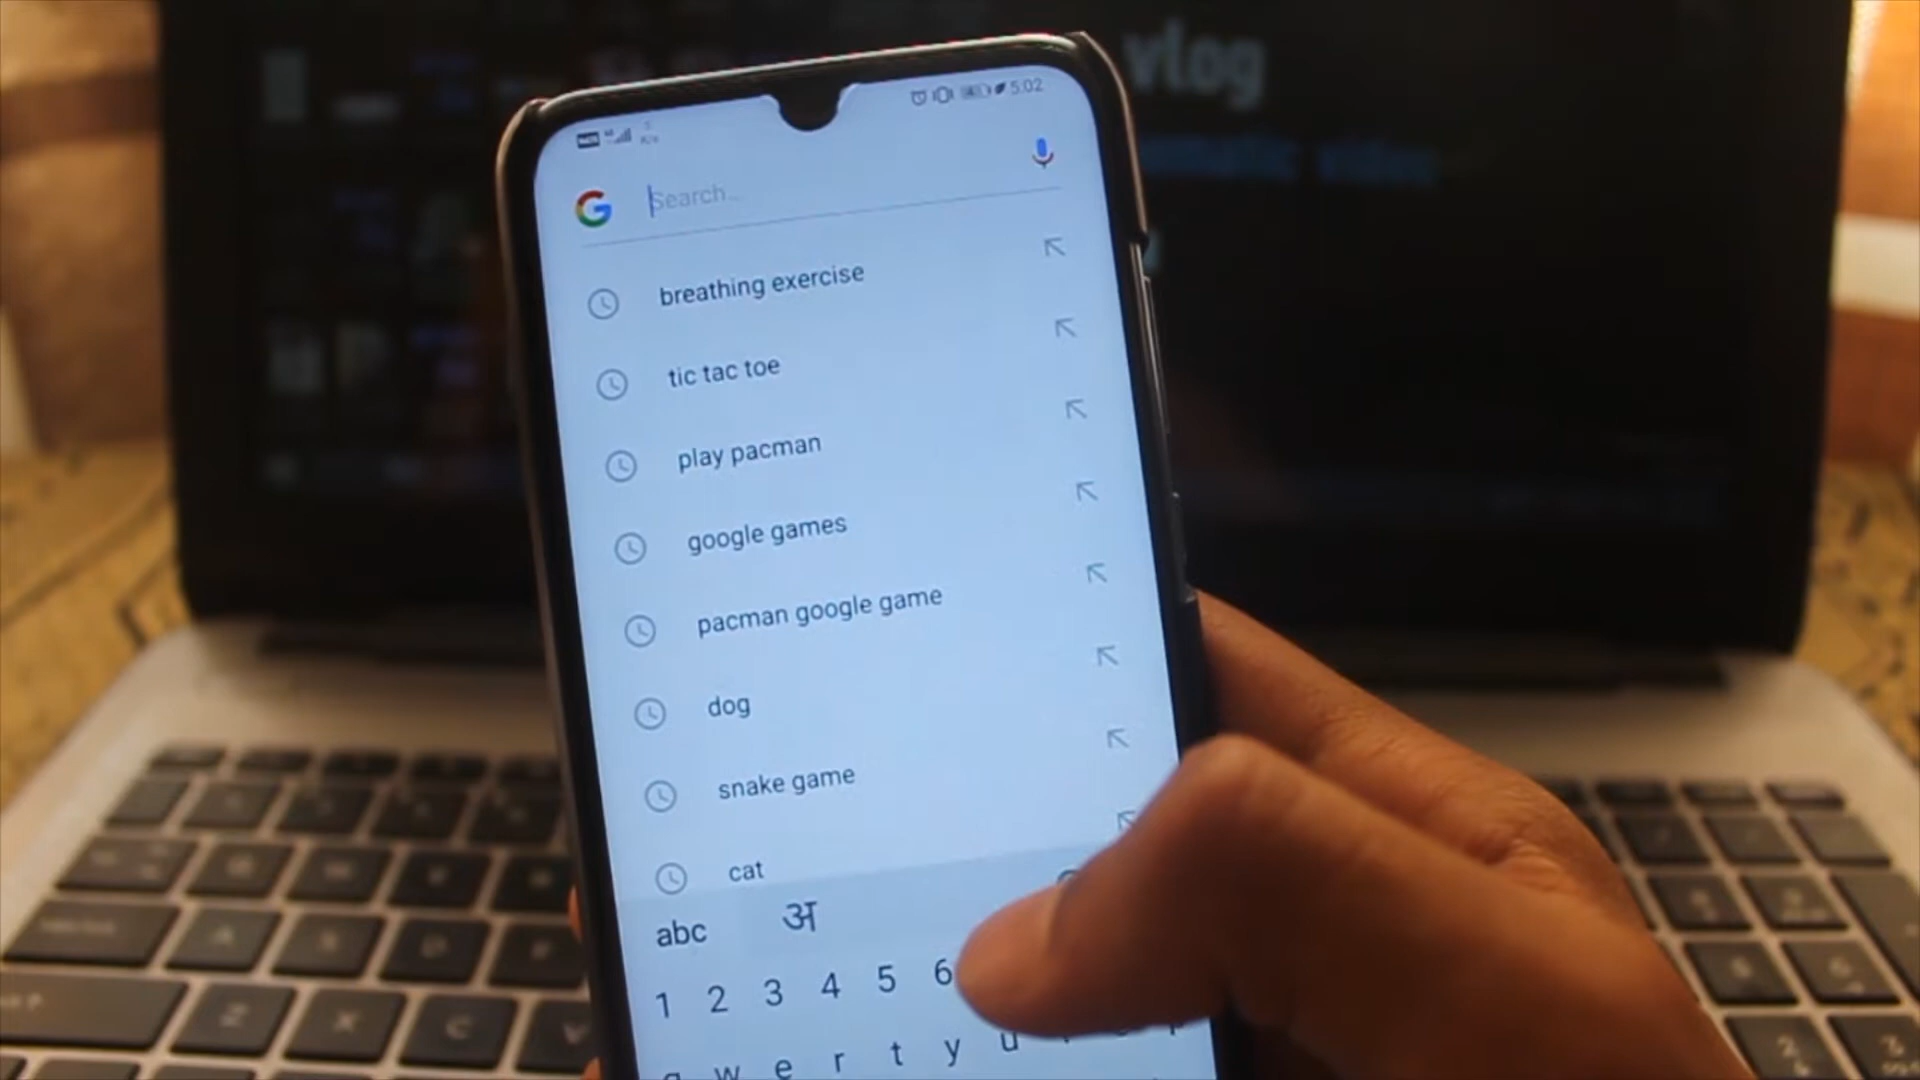 vlog
5:02
Search...
breathing exercise
tic tac toe
play pacman
google games
pacman google game
dog
snake game
cat
abc अ
1 2 3 4 5 6
q w e r t y u
A
Z X C V